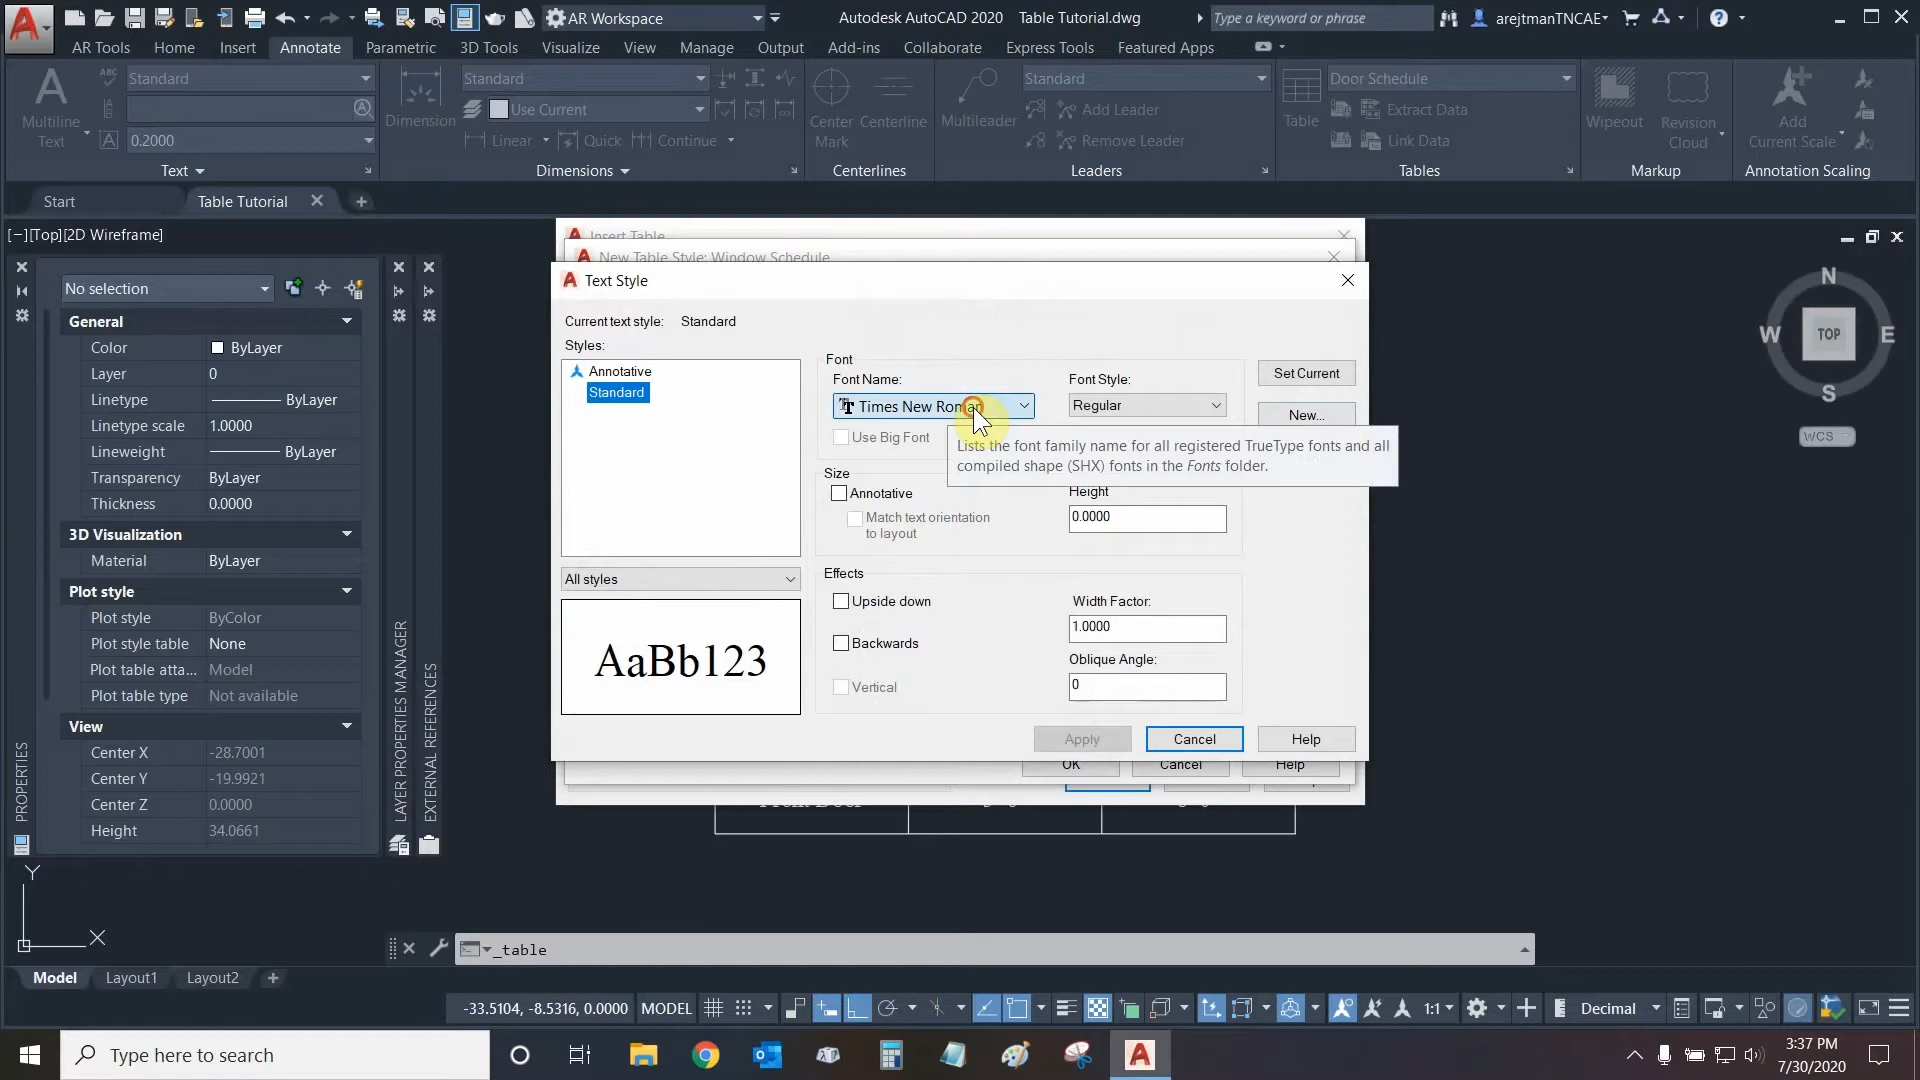 AR Workspace
Autodesk AutoCAD 2020 Table Tutorial.dwg
Type a keyword or phrase
arejtmanTNCAE
AR Tools Home Insert Annotate Parametric 3D Tools Visualize View Manage Output Add-ins Collaborate Express Tools Featured Apps
Standard Standard Standard Door Schedule
Use Current Add Leader Extract Data
Multiline Text
Dimension
Center Mark
Centerline
Multileader
Table
Wipeout
Revision Cloud
Add Current Scale
0.2000 Linear Quick Continue Remove Leader Link Data
Text Dimensions Centerlines Leaders Tables Markup Annotation Scaling
Start Table Tutorial
[−][Top][2D Wireframe]
No selection
General
Color ByLayer
Layer 0
Linetype ByLayer
Linetype scale 1.0000
Lineweight ByLayer
Transparency ByLayer
Thickness 0.0000
3D Visualization
Material ByLayer
Plot style
Plot style ByColor
Plot style table None
Plot table atta... Model
Plot table type Not available
View
Center X -28.7001
Center Y -19.9921
Center Z 0.0000
Height 34.0661
PROPERTIES
LAYER PROPERTIES MANAGER
EXTERNAL REFERENCES
Insert Table
New Table Style: Window Schedule
Text Style
Current text style: Standard
Styles:
Annotative
Standard
All styles
AaBb123
Font
Font Name: Font Style:
Times New Roman Regular
Use Big Font
Lists the font family name for all registered TrueType fonts and all
compiled shape (SHX) fonts in the Fonts folder.
Size
Annotative Height
Match text orientation
to layout
0.0000
Effects
Upside down Width Factor:
1.0000
Backwards
Oblique Angle:
Vertical 0
Set Current
New...
Apply Cancel Help
OK Cancel Help
N
W TOP E
S
WCS
Y
X
_table
Model Layout1 Layout2
-33.5104, -8.5316, 0.0000 MODEL 1:1 Decimal
Type here to search
3:37 PM
7/30/2020